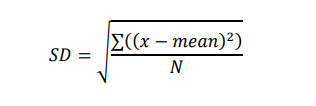 SD = √(∑((x − mean)²) / N)